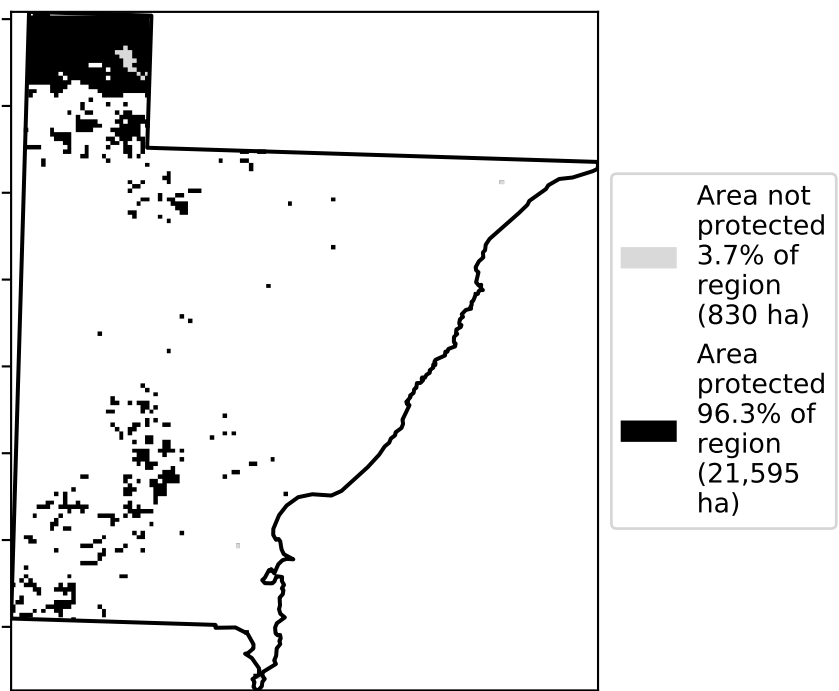 Area not
protected
3.7% of
region
(830 ha)
Area
protected
96.3% of
region
(21,595
ha)